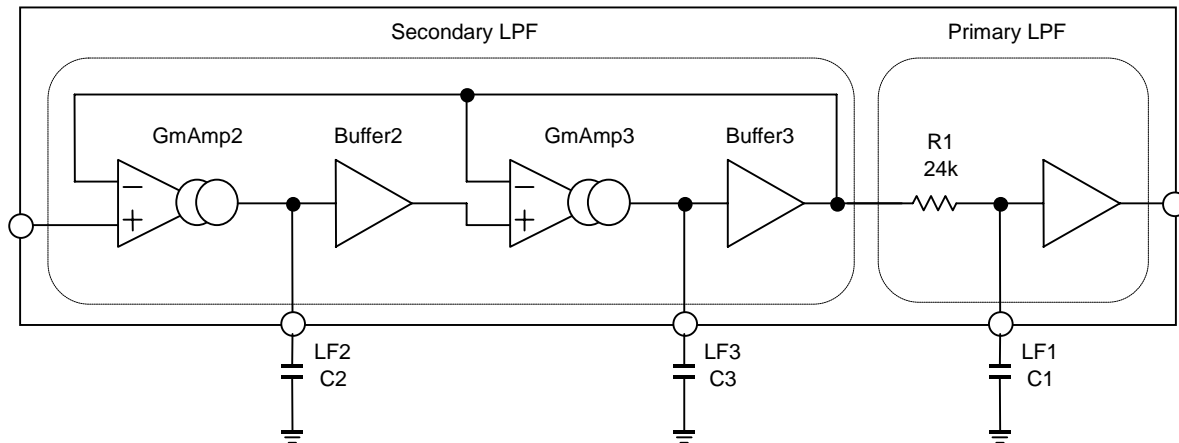 Secondary LPF
Primary LPF
GmAmp2
Buffer2
GmAmp3
Buffer3
R1
24k
−
+
−
+
LF2
C2
LF3
C3
LF1
C1